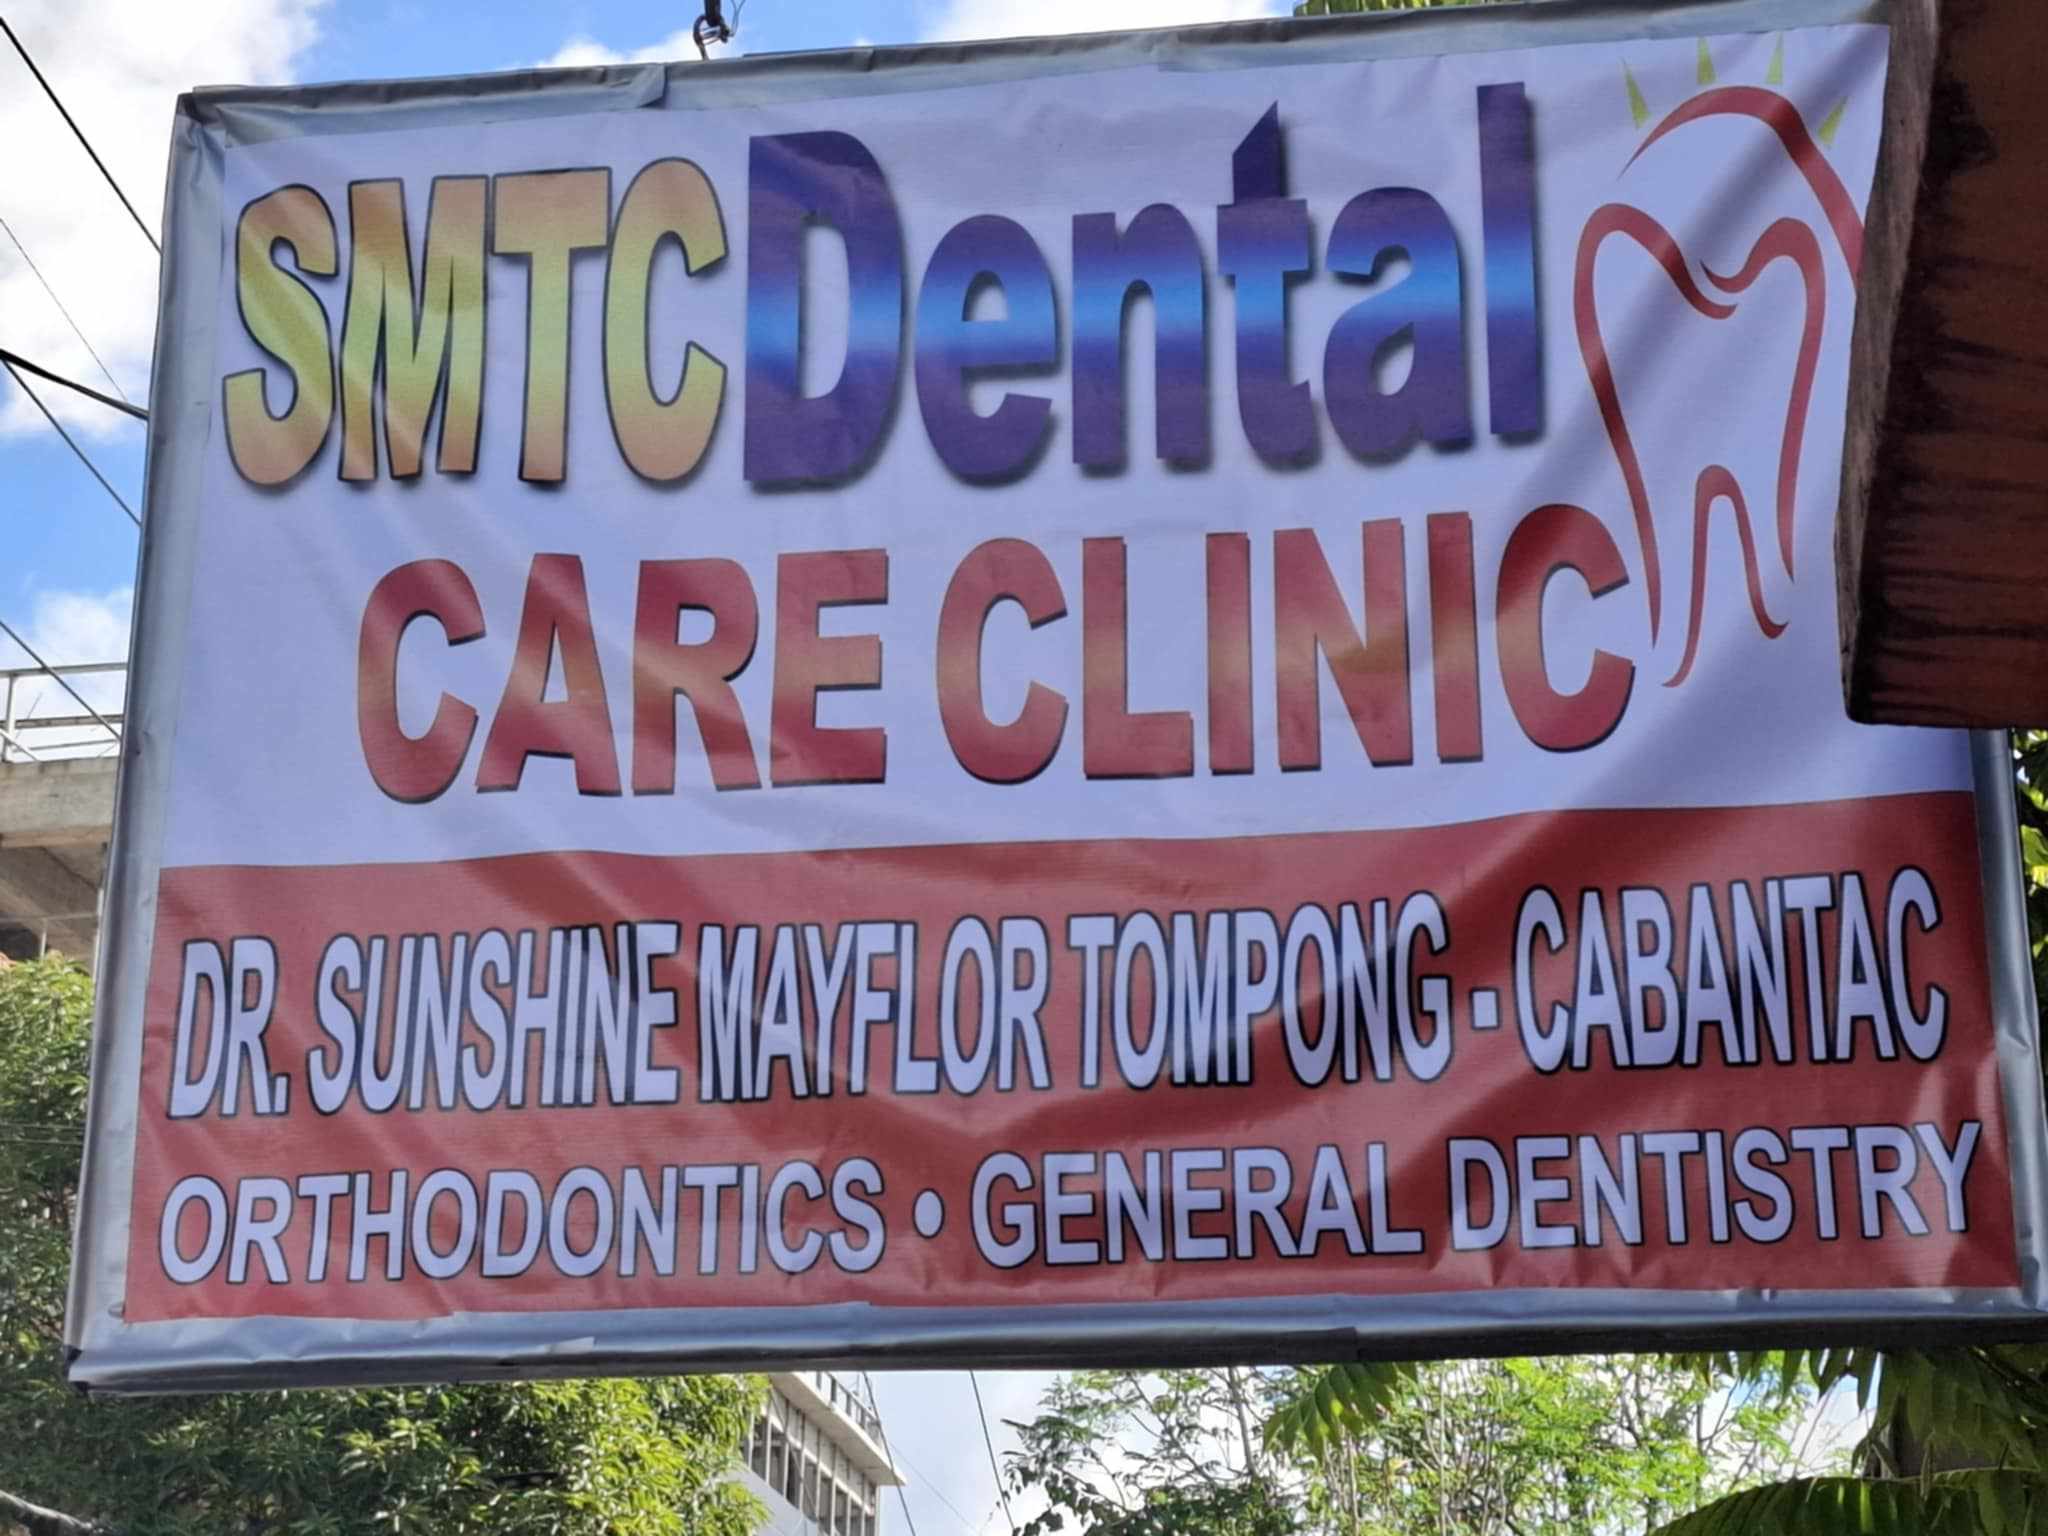 SMTC Dental
CARE CLINIC
DR. SUNSHINE MAYFLOR TOMPONG - CABANTAC
ORTHODONTICS • GENERAL DENTISTRY